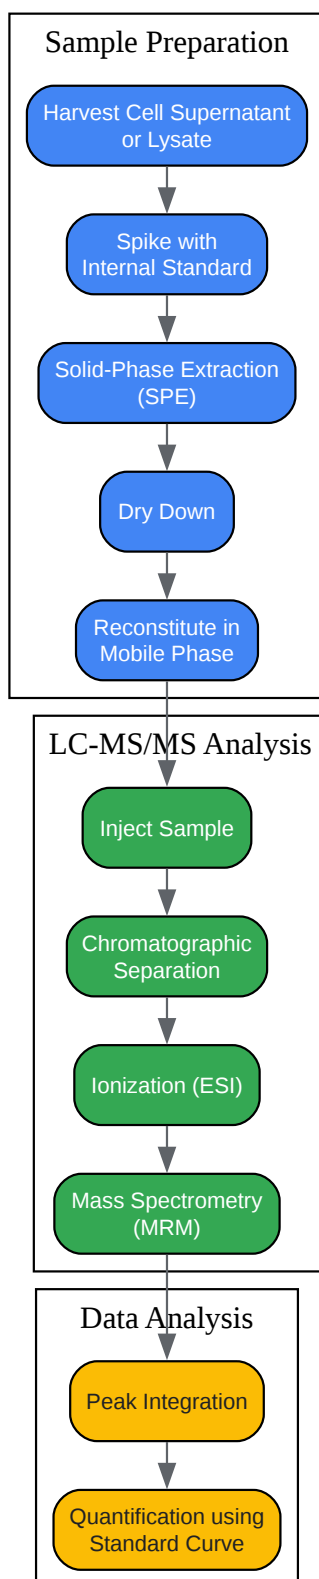 Sample Preparation
Harvest Cell Supernatant
or Lysate
Spike with
Internal Standard
Solid-Phase Extraction
(SPE)
Dry Down
Reconstitute in
Mobile Phase
LC-MS/MS Analysis
Inject Sample
Chromatographic
Separation
Ionization (ESI)
Mass Spectrometry
(MRM)
Data Analysis
Peak Integration
Quantification using
Standard Curve